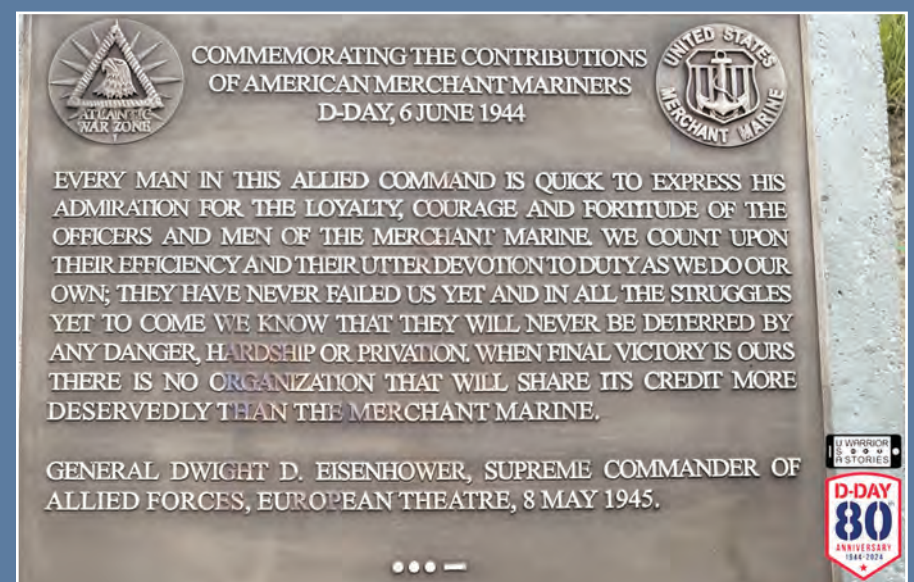 ATLANTIC
WAR ZONE
COMMEMORATING THE CONTRIBUTIONS
OF AMERICAN MERCHANT MARINERS
D-DAY, 6 JUNE 1944
UNITED STATES
MERCHANT MARINE
EVERY MAN IN THIS ALLIED COMMAND IS QUICK TO EXPRESS HIS
ADMIRATION FOR THE LOYALTY, COURAGE AND FORTITUDE OF THE
OFFICERS AND MEN OF THE MERCHANT MARINE. WE COUNT UPON
THEIR EFFICIENCY AND THEIR UTTER DEVOTION TO DUTY AS WE DO OUR
OWN; THEY HAVE NEVER FAILED US YET AND IN ALL THE STRUGGLES
YET TO COME WE KNOW THAT THEY WILL NEVER BE DETERRED BY
ANY DANGER, HARDSHIP OR PRIVATION. WHEN FINAL VICTORY IS OURS
THERE IS NO ORGANIZATION THAT WILL SHARE ITS CREDIT MORE
DESERVEDLY THAN THE MERCHANT MARINE.
GENERAL DWIGHT D. EISENHOWER, SUPREME COMMANDER OF
ALLIED FORCES, EUROPEAN THEATRE, 8 MAY 1945.
U WARRIOR
S
A STORIES
D-DAY
80th
ANNIVERSARY
1944-2024